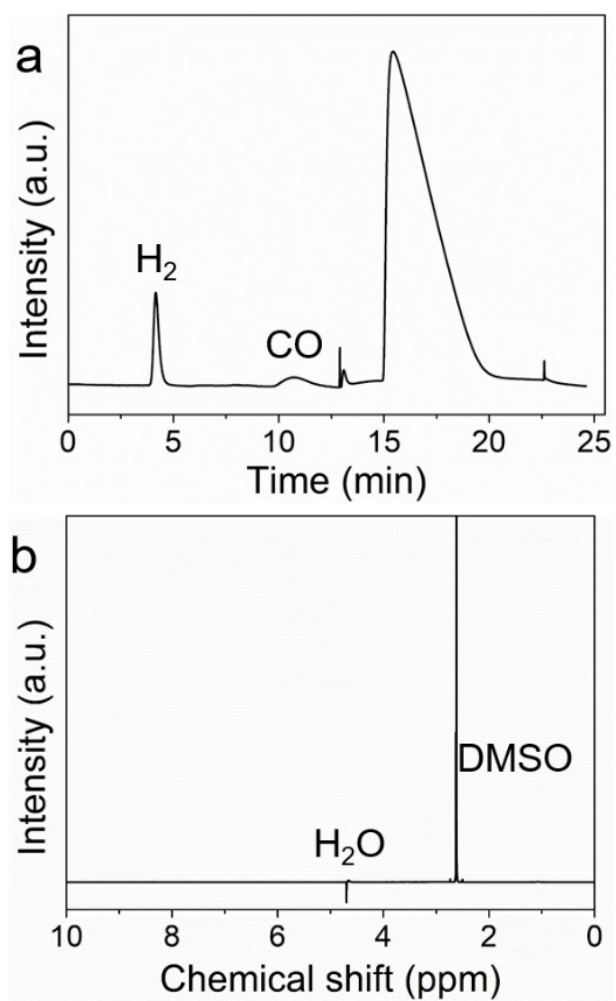 a
Intensity (a.u.)
H₂
CO
0 5 10 15 20 25
Time (min)
b
Intensity (a.u.)
DMSO
H₂O
10 8 6 4 2 0
Chemical shift (ppm)